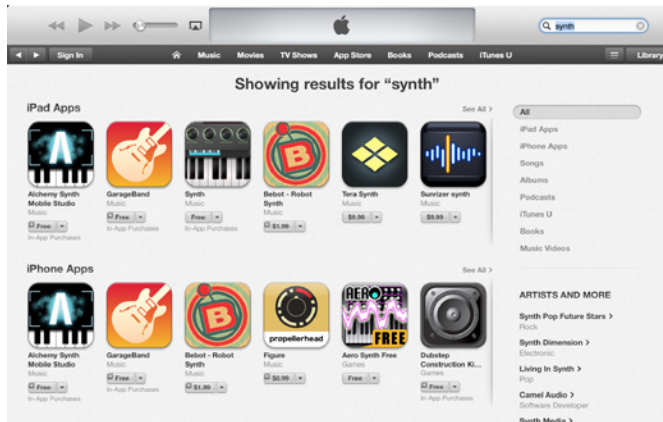 synth
Sign In
Music
Movies
TV Shows
App Store
Books
Podcasts
iTunes U
Library
Showing results for “synth”
iPad Apps
See All >
Alchemy Synth
Mobile Studio
Music
Free
In-App Purchases
GarageBand
Music
Free
In-App Purchases
Synth
Music
Free
In-App Purchases
B
Bebot - Robot
Synth
Music
$1.99
Tera Synth
Music
$9.99
Sunrizer synth
Music
$9.99
iPhone Apps
See All >
Alchemy Synth
Mobile Studio
Music
Free
In-App Purchases
GarageBand
Music
Free
In-App Purchases
B
Bebot - Robot
Synth
Music
$1.99
propellerhead
Figure
Music
$0.99
AERO
FREE
Aero Synth Free
Games
Free
Dubstep
Construction Ki...
Games
Free
In-App Purchases
All
iPad Apps
iPhone Apps
Songs
Albums
Podcasts
iTunes U
Books
Music Videos
ARTISTS AND MORE
Synth Pop Future Stars >
Rock
Synth Dimension >
Electronic
Living In Synth >
Pop
Camel Audio >
Software Developer
Synth Media >